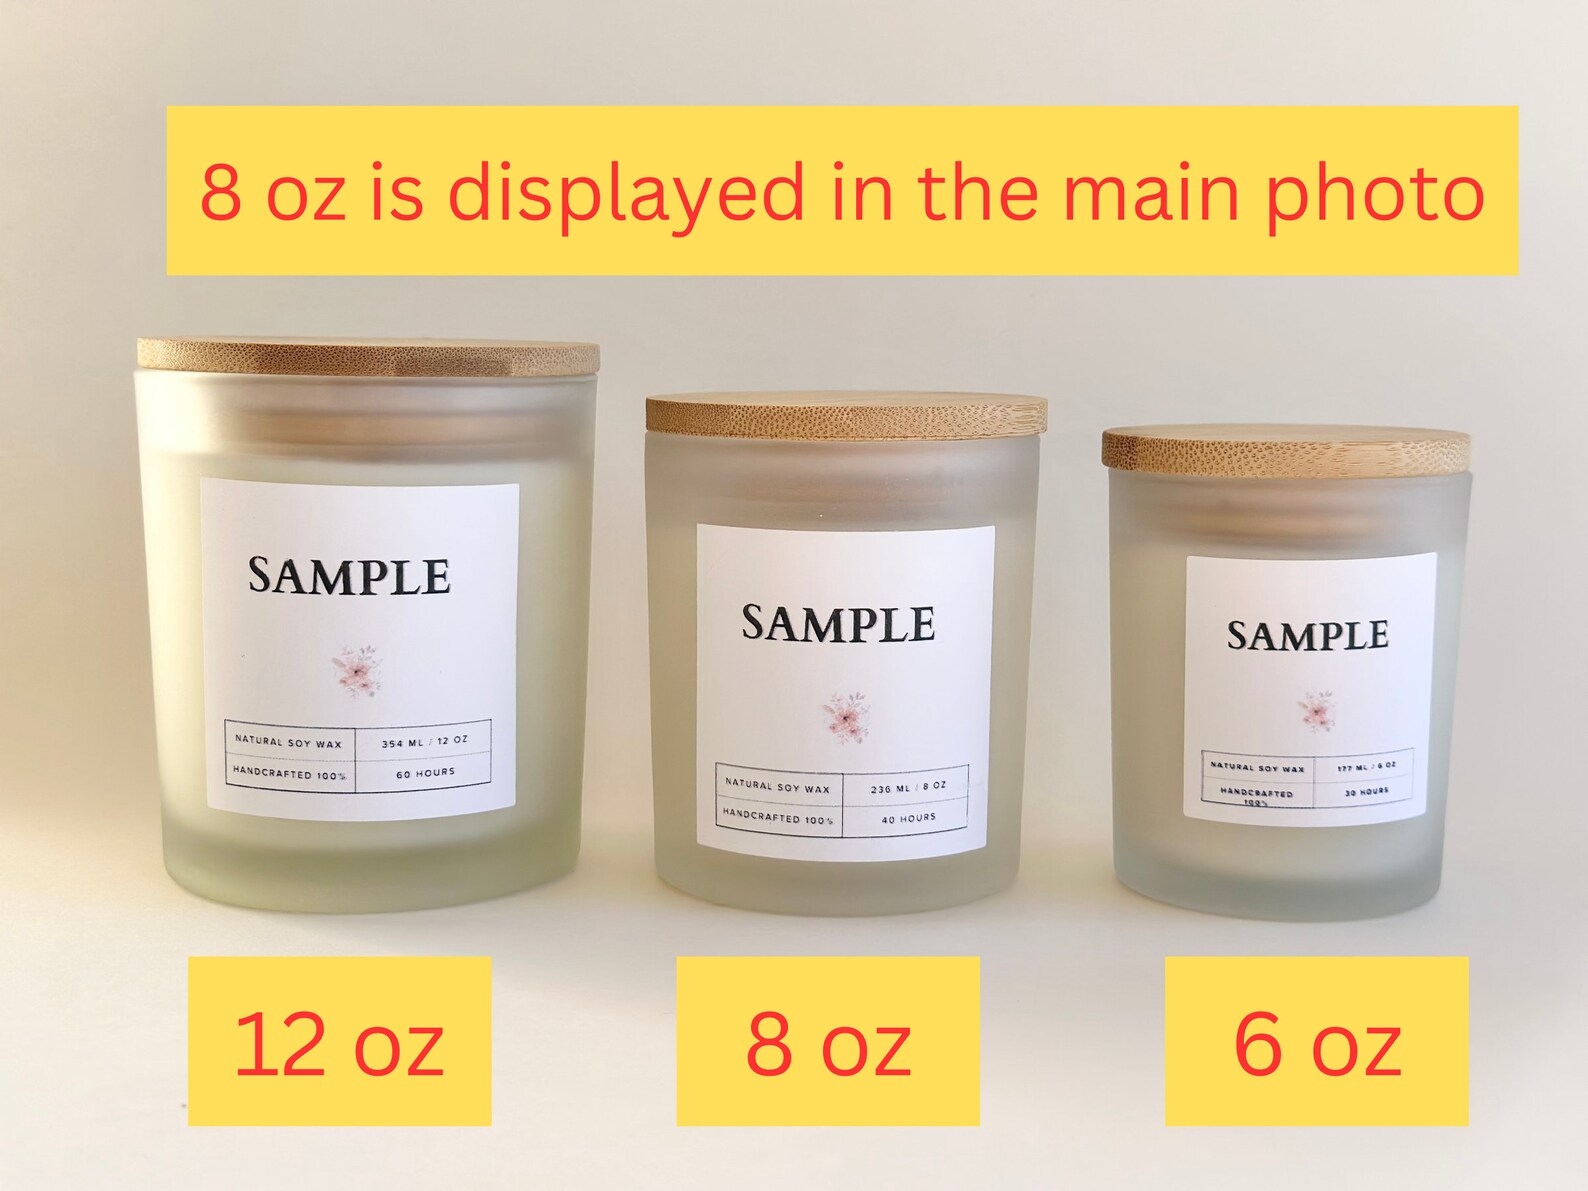 8 oz is displayed in the main photo
SAMPLE
NATURAL SOY WAX
354 ML / 12 OZ
HANDCRAFTED 100%
60 HOURS
SAMPLE
NATURAL SOY WAX
236 ML / 8 OZ
HANDCRAFTED 100%
40 HOURS
SAMPLE
NATURAL SOY WAX
177 ML / 6 OZ
HANDCRAFTED
100%
30 HOURS
12 oz
8 oz
6 oz